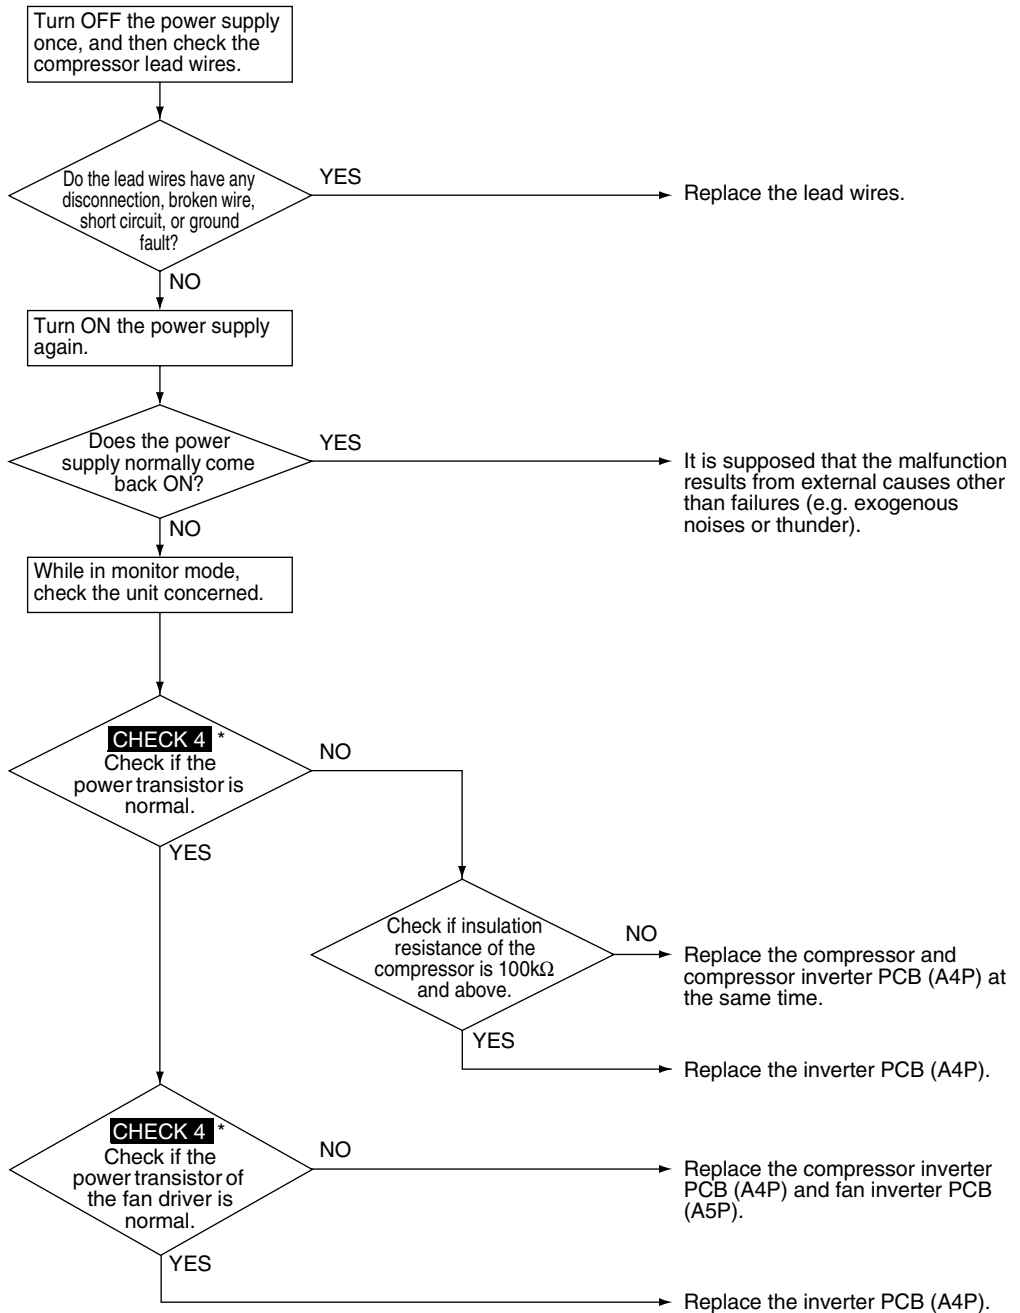 Turn OFF the power supply
once, and then check the
compressor lead wires.
Do the lead wires have any
disconnection, broken wire,
short circuit, or ground
fault?
YES
Replace the lead wires.
NO
Turn ON the power supply
again.
Does the power
supply normally come
back ON?
YES
It is supposed that the malfunction
results from external causes other
than failures (e.g. exogenous
noises or thunder).
NO
While in monitor mode,
check the unit concerned.
CHECK 4 *
Check if the
power transistor is
normal.
NO
YES
Check if insulation
resistance of the
compressor is 100kΩ
and above.
NO
Replace the compressor and
compressor inverter PCB (A4P) at
the same time.
YES
Replace the inverter PCB (A4P).
CHECK 4 *
Check if the
power transistor of
the fan driver is
normal.
NO
Replace the compressor inverter
PCB (A4P) and fan inverter PCB
(A5P).
YES
Replace the inverter PCB (A4P).